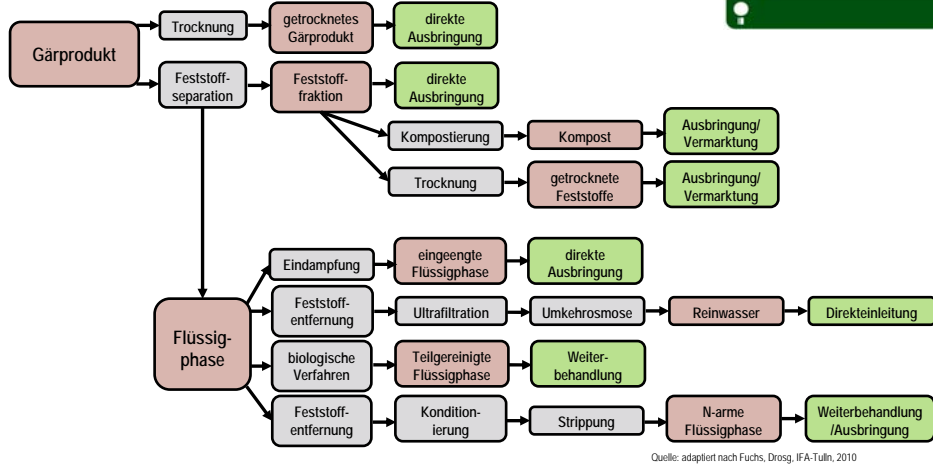 Gärprodukt
Trocknung
getrocknetes
Gärprodukt
direkte
Ausbringung
Feststoff-
separation
Feststoff-
fraktion
direkte
Ausbringung
Kompostierung
Kompost
Ausbringung/
Vermarktung
Trocknung
getrocknete
Feststoffe
Ausbringung/
Vermarktung
Flüssig-
phase
Eindampfung
eingeengte
Flüssigphase
direkte
Ausbringung
Feststoff-
entfernung
Ultrafiltration
Umkehrosmose
Reinwasser
Direkteinleitung
biologische
Verfahren
Teilgereinigte
Flüssigphase
Weiter-
behandlung
Feststoff-
entfernung
Kondition-
ierung
Strippung
N-arme
Flüssigphase
Weiterbehandlung
/Ausbringung
Quelle: adaptiert nach Fuchs, Drosg, IFA-Tulln, 2010